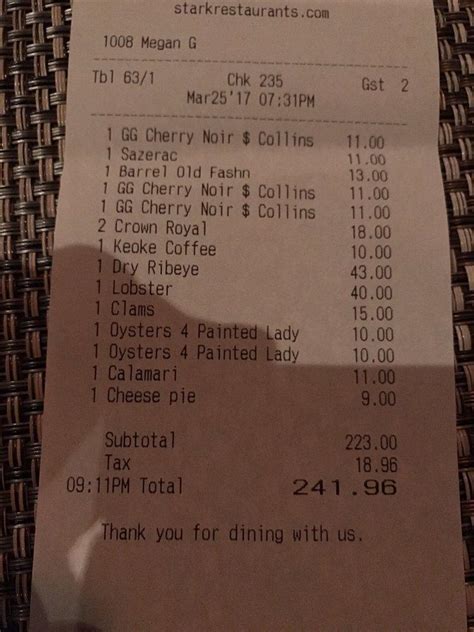 starkrestaurants.com
1008 Megan G
Tbl 63/1 Chk 235 Gst 2
Mar25'17 07:31PM
1 GG Cherry Noir $ Collins 11.00
1 Sazerac 11.00
1 Barrel Old Fashn 13.00
1 GG Cherry Noir $ Collins 11.00
1 GG Cherry Noir $ Collins 11.00
2 Crown Royal 18.00
1 Keoke Coffee 10.00
1 Dry Ribeye 43.00
1 Lobster 40.00
1 Clams 15.00
1 Oysters 4 Painted Lady 10.00
1 Oysters 4 Painted Lady 10.00
1 Calamari 11.00
1 Cheese pie 9.00
Subtotal 223.00
Tax 18.96
09:11PM Total 241.96
Thank you for dining with us.